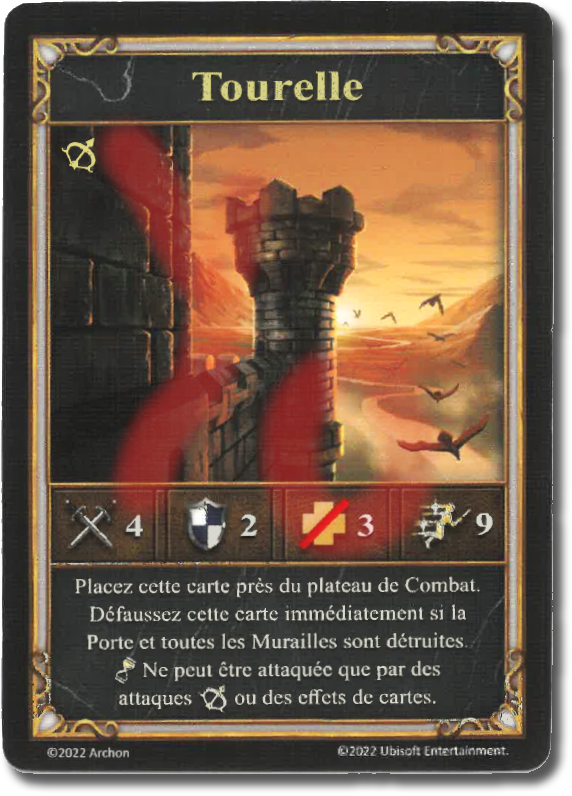 Tourelle
4 2 3 9
Placez cette carte près du plateau de Combat.
Défaussez cette carte immédiatement si la
Porte et toutes les Murailles sont détruites.
Ne peut être attaquée que par des
attaques ou des effets de cartes.
©2022 Archon ©2022 Ubisoft Entertainment.